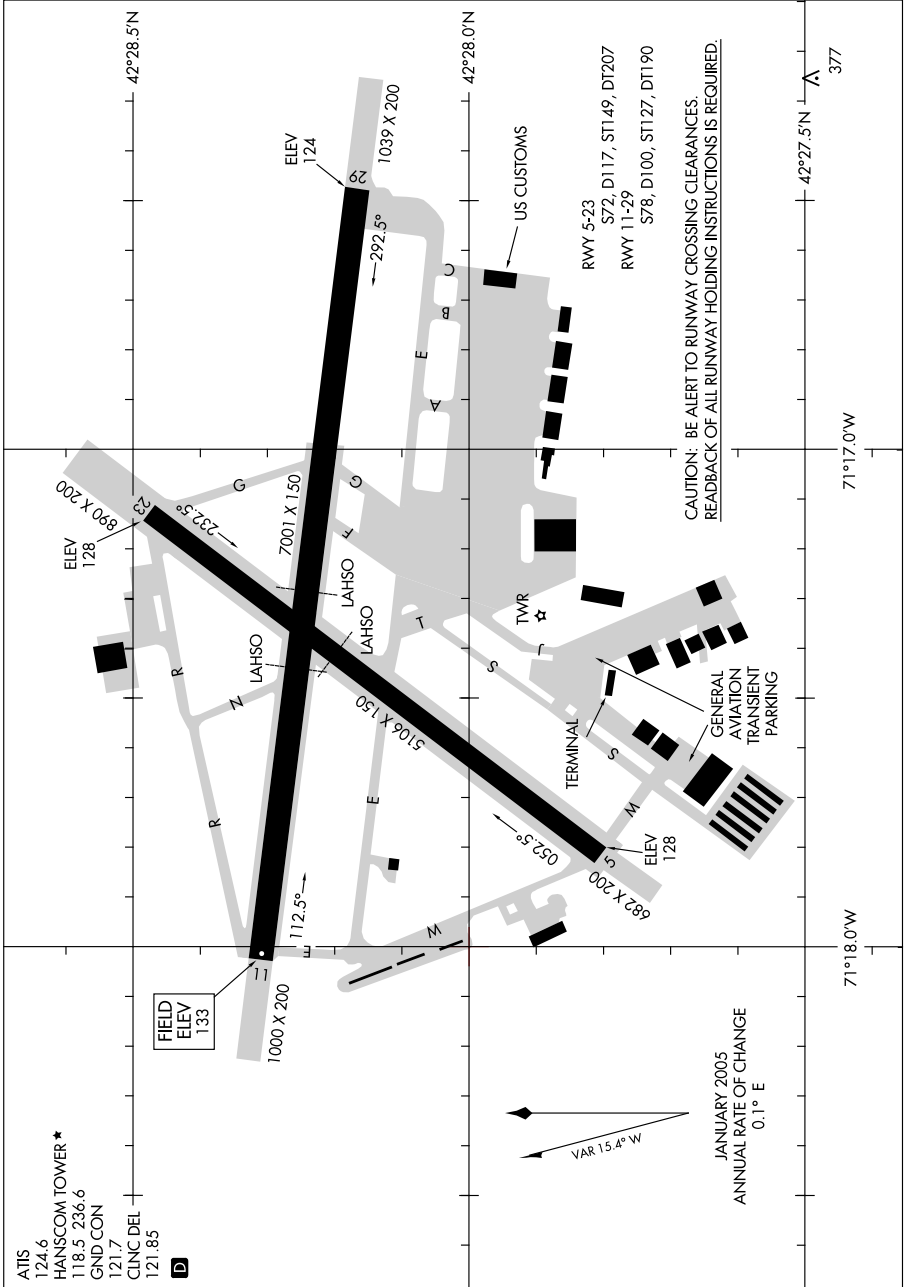 ATIS
124.6
HANSCOM TOWER ★
118.5 236.6
GND CON
121.7
CLNC DEL
121.85
D
FIELD
ELEV
133
1000 X 200
11
112.5°
E
R
R
N
W
E
ELEV
128
890 X 200
23
232.5°
G
7001 X 150
G
F
LAHSO
LAHSO
LAHSO
5106 X 150
ELEV
124
1039 X 200
29
292.5°
C
B
E
A
US CUSTOMS
T
S
TWR
J
S
TERMINAL
GENERAL
AVIATION
TRANSIENT
PARKING
W
052.5°
5
ELEV
128
682 X 200
RWY 5-23
S72, D117, ST149, DT207
RWY 11-29
S78, D100, ST127, DT190
CAUTION: BE ALERT TO RUNWAY CROSSING CLEARANCES.
READBACK OF ALL RUNWAY HOLDING INSTRUCTIONS IS REQUIRED.
377
42°28.5'N
42°28.0'N
42°27.5'N
71°17.0'W
71°18.0'W
VAR 15.4° W
JANUARY 2005
ANNUAL RATE OF CHANGE
0.1° E